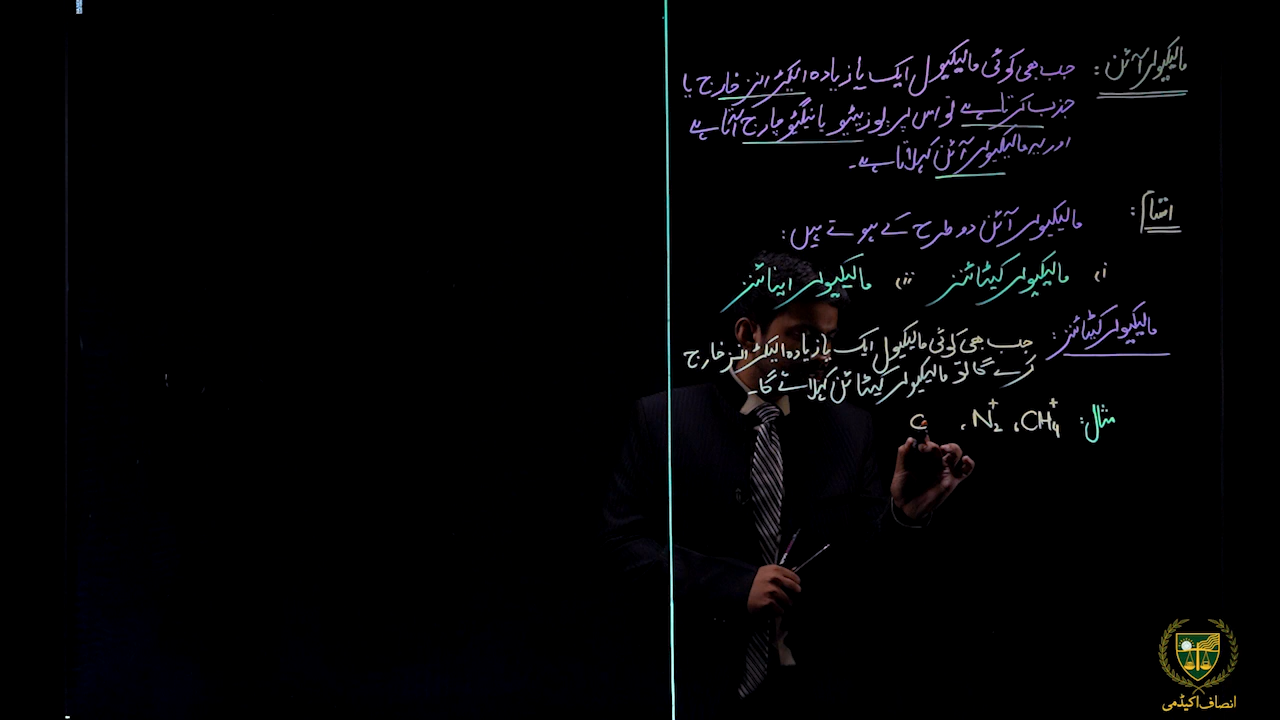 مالیکیولر آئن: جب بھی کوئی مالیکیول ایک یا زیادہ الیکٹرانز خارج یا
جذب کرتا ہے تو اس پر پوزیٹیو یا نیگٹو چارج آتا ہے
اور یہ مالیکیولر آئن کہلاتا ہے۔
اقسام: مالیکیولر آئن دو طرح کے ہوتے ہیں:
i) مالیکیولر کیٹائنز ii) مالیکیولر اینائنز
مالیکیولر کیٹائنز: جب بھی کوئی مالیکیول ایک یا زیادہ الیکٹرانز خارج
کرے گا تو مالیکیولر کیٹائن کہلائے گا۔
مثال: CH₄⁺ ، N₂⁺ ، C
انصاف اکیڈمی